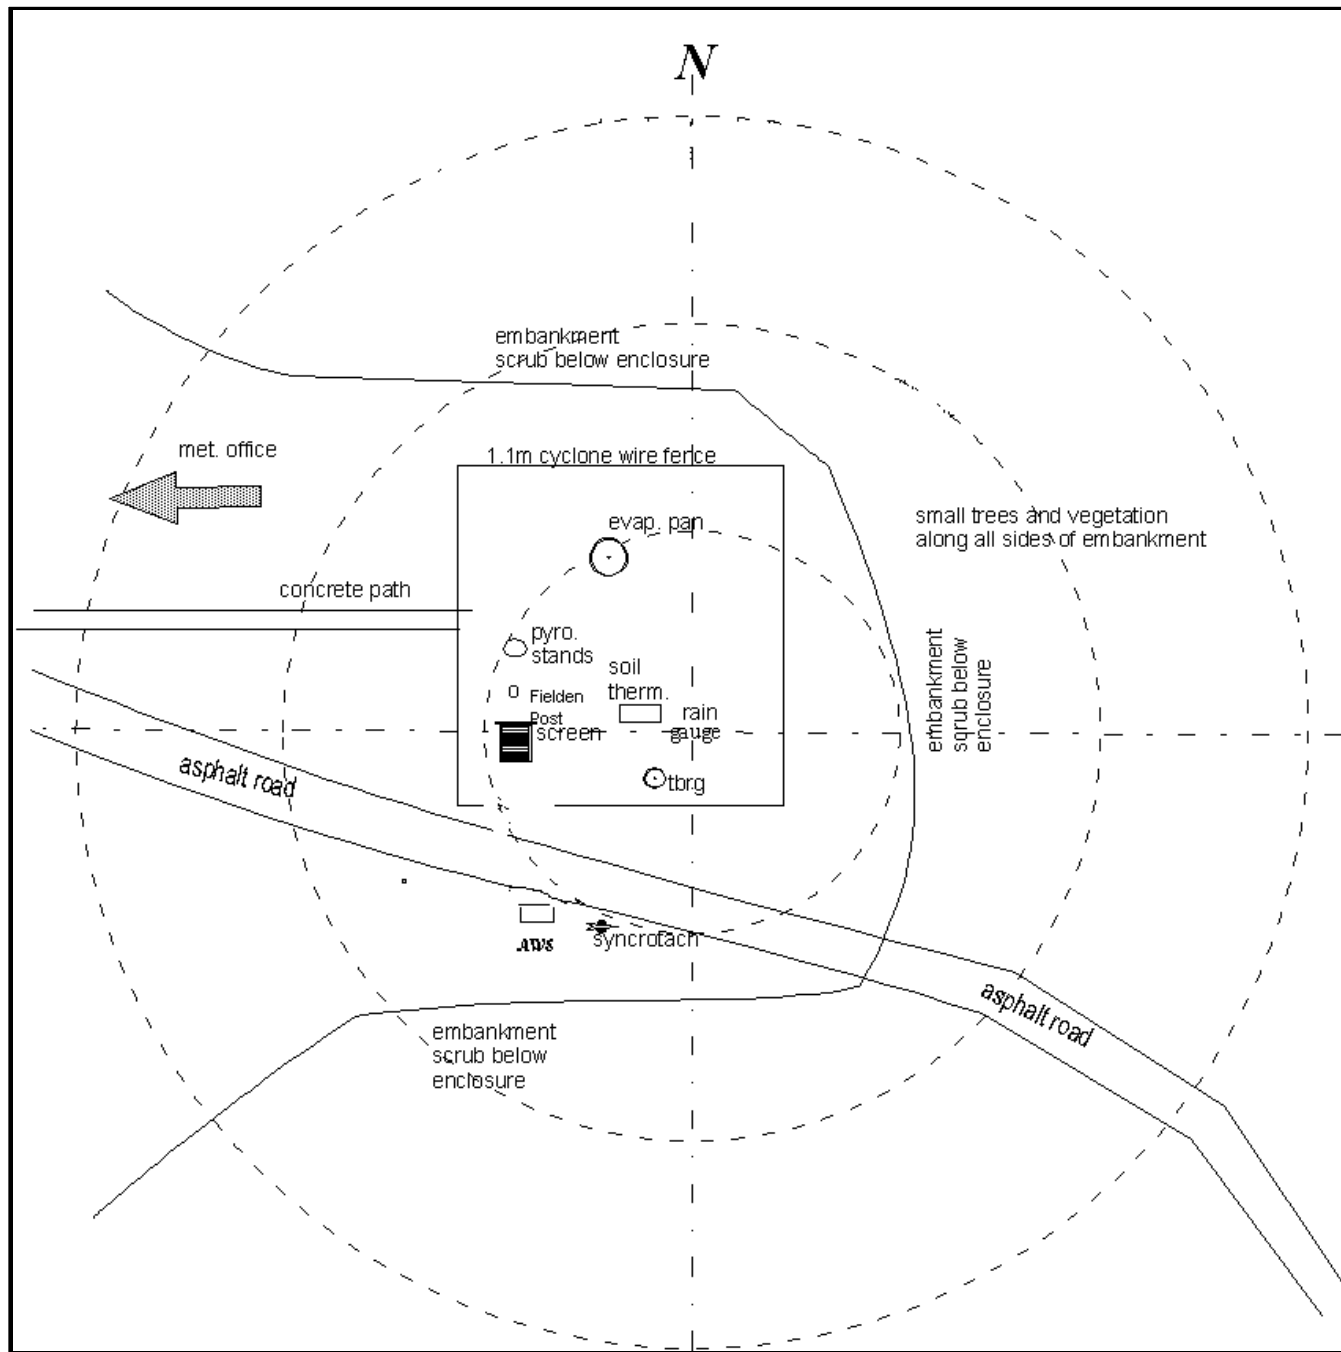 N
embankment
scrub below enclosure
met. office
1.1m cyclone wire fence
evap. pan
small trees and vegetation
along all sides of embankment
concrete path
pyro.
stands
soil
therm.
Fielden
Post
screen
rain
gauge
embankment
scrub below
enclosure
asphalt road
tbrg
AWS
syncrotach
asphalt road
embankment
scrub below
enclosure